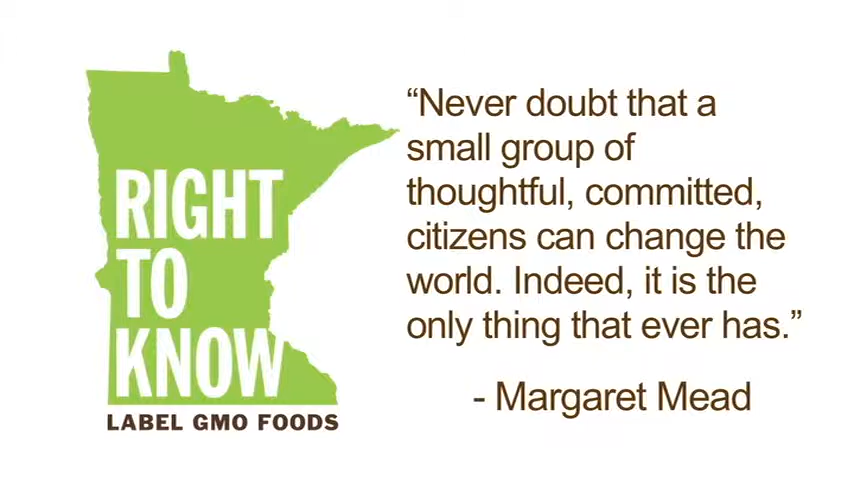 RIGHT
TO
KNOW
LABEL GMO FOODS
“Never doubt that a
small group of
thoughtful, committed,
citizens can change the
world. Indeed, it is the
only thing that ever has.”
- Margaret Mead